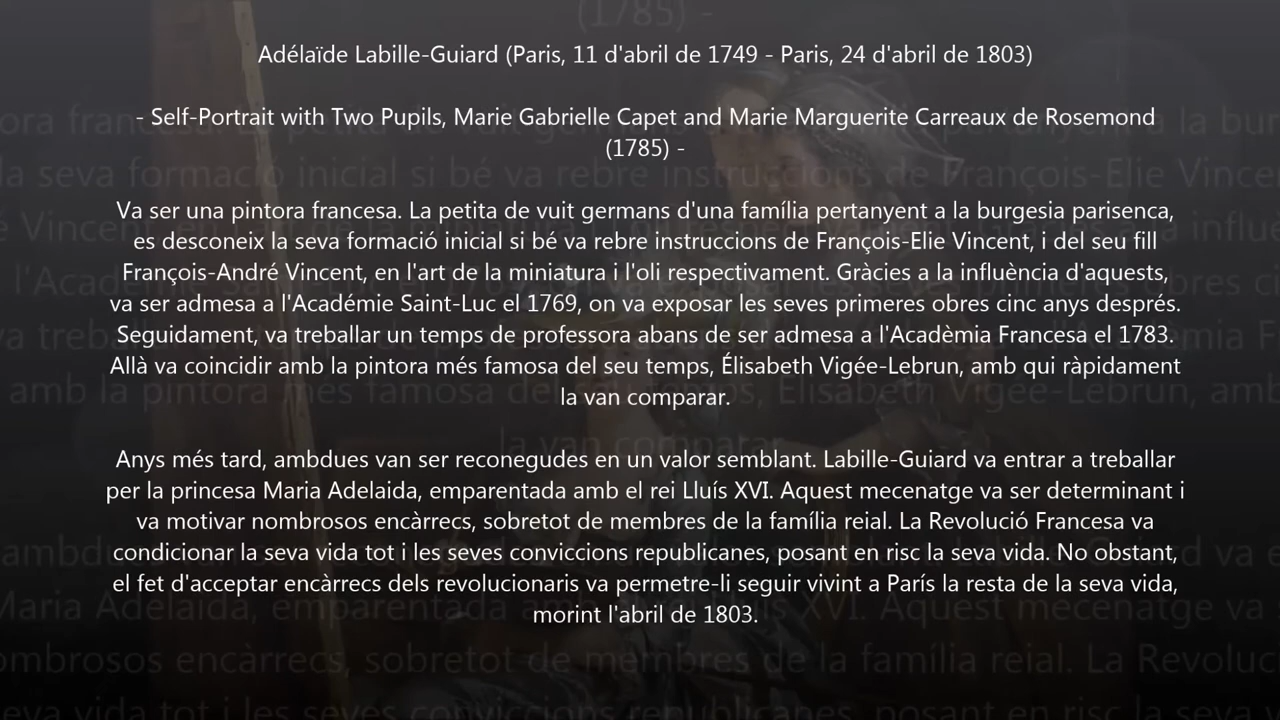 Adélaïde Labille-Guiard (Paris, 11 d'abril de 1749 - Paris, 24 d'abril de 1803)
- Self-Portrait with Two Pupils, Marie Gabrielle Capet and Marie Marguerite Carreaux de Rosemond
(1785) -
Va ser una pintora francesa. La petita de vuit germans d'una família pertanyent a la burgesia parisenca,
es desconeix la seva formació inicial si bé va rebre instruccions de François-Elie Vincent, i del seu fill
François-André Vincent, en l'art de la miniatura i l'oli respectivament. Gràcies a la influència d'aquests,
va ser admesa a l'Académie Saint-Luc el 1769, on va exposar les seves primeres obres cinc anys després.
Seguidament, va treballar un temps de professora abans de ser admesa a l'Acadèmia Francesa el 1783.
Allà va coincidir amb la pintora més famosa del seu temps, Élisabeth Vigée-Lebrun, amb qui ràpidament
la van comparar.
Anys més tard, ambdues van ser reconegudes en un valor semblant. Labille-Guiard va entrar a treballar
per la princesa Maria Adelaida, emparentada amb el rei Lluís XVI. Aquest mecenatge va ser determinant i
va motivar nombrosos encàrrecs, sobretot de membres de la família reial. La Revolució Francesa va
condicionar la seva vida tot i les seves conviccions republicanes, posant en risc la seva vida. No obstant,
el fet d'acceptar encàrrecs dels revolucionaris va permetre-li seguir vivint a París la resta de la seva vida,
morint l'abril de 1803.